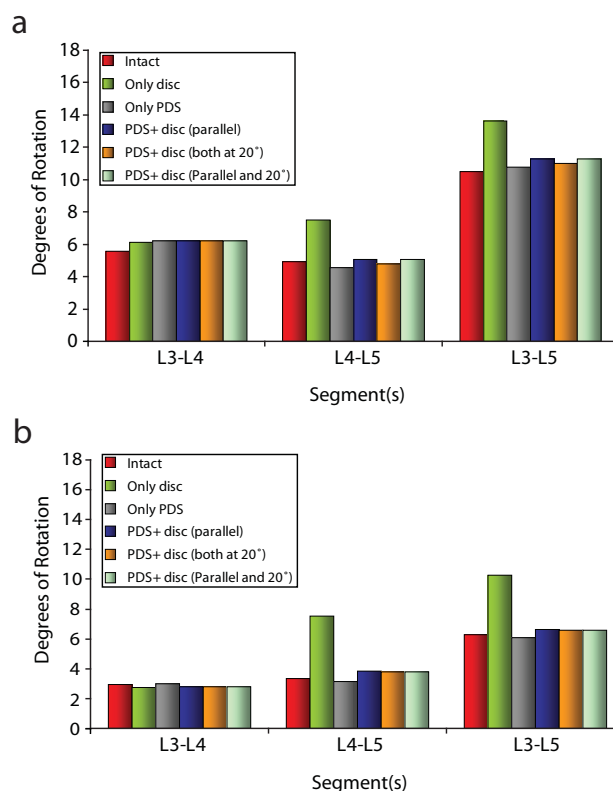 a
Degrees of Rotation
18
16
14
12
10
8
6
4
2
0
Intact
Only disc
Only PDS
PDS+ disc (parallel)
PDS+ disc (both at 20˚)
PDS+ disc (Parallel and 20˚)
L3-L4 L4-L5 L3-L5
Segment(s)
b
Degrees of Rotation
18
16
14
12
10
8
6
4
2
0
Intact
Only disc
Only PDS
PDS+ disc (parallel)
PDS+ disc (both at 20˚)
PDS+ disc (Parallel and 20˚)
L3-L4 L4-L5 L3-L5
Segment(s)